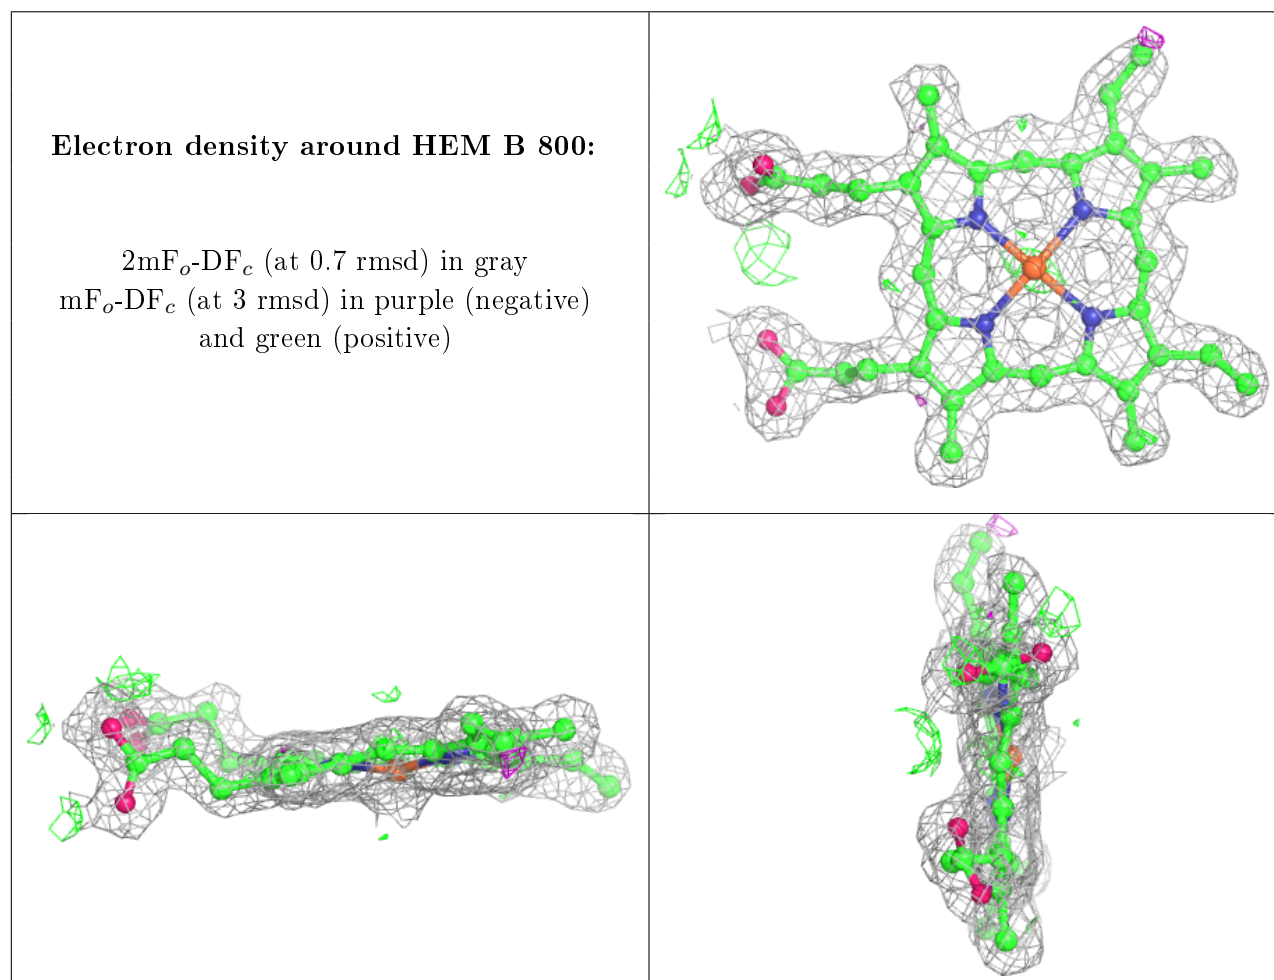 Electron density around HEM B 800:
2mFₒ-DF𝒸 (at 0.7 rmsd) in gray
mFₒ-DF𝒸 (at 3 rmsd) in purple (negative)
and green (positive)